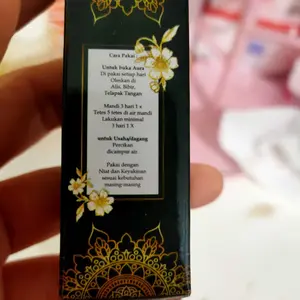 Cara Pakai
Untuk buka Aura
Di pakai setiap hari
Oleskan di
Alis, Bibir,
Telapak Tangan
Mandi 3 hari 1 x
Tetes 5 tetes di air mandi
Lakukan minimal
3 hari 1 X
untuk Usaha/dagang
Percikan
dicampur air
Pakai dengan
Niat dan Keyakinan
sesuai kebutuhan
masing-masing